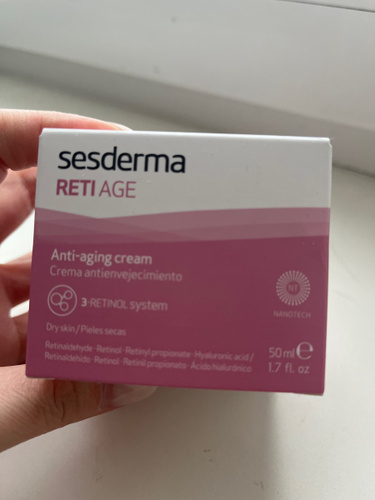 sesderma
RETI AGE
Anti-aging cream
Crema antienvejecimiento
3-RETINOL system
NT
NANOTECH
Dry skin/Pieles secas
Retinaldehyde · Retinol · Retinyl propionate · Hyaluronic acid /
Retinaldehído · Retinol · Retinil propionato · Ácido hialurónico
50 ml ℮
1.7 fl. oz